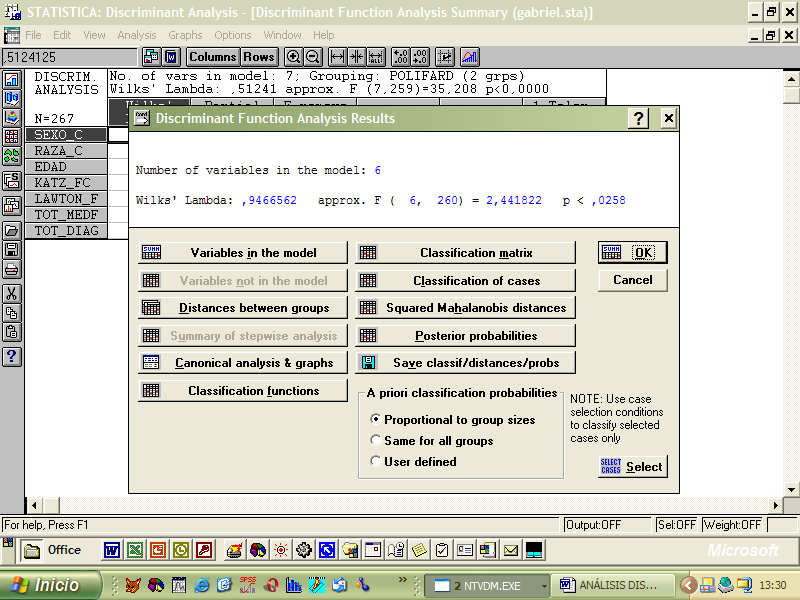 STATISTICA: Discriminant Analysis - [Discriminant Function Analysis Summary (gabriel.sta)]
File Edit View Analysis Graphs Options Window Help
,5124125 Columns Rows
DISCRIM. No. of vars in model: 7; Grouping: POLIFARD (2 grps)
ANALYSIS Wilks' Lambda: ,51241 approx. F (7,259)=35,208 p<0,0000
N=267
SEXO_C
RAZA_C
EDAD
KATZ_FC
LAWTON_F
TOT_MEDF
TOT_DIAG
Discriminant Function Analysis Results
Number of variables in the model: 6
Wilks' Lambda: ,9466562 approx. F ( 6, 260) = 2,441822 p < ,0258
Variables in the model
Classification matrix
OK
Variables not in the model
Classification of cases
Cancel
Distances between groups
Squared Mahalanobis distances
Summary of stepwise analysis
Posterior probabilities
Canonical analysis & graphs
Save classif/distances/probs
Classification functions
A priori classification probabilities
Proportional to group sizes
Same for all groups
User defined
NOTE: Use case
selection conditions
to classify selected
cases only
SELECT CASES Select
For help, Press F1 Output:OFF Sel:OFF Weight:OFF
Office Microsoft
Inicio 2 NTVDM.EXE ANÁLISIS DIS... 13:30